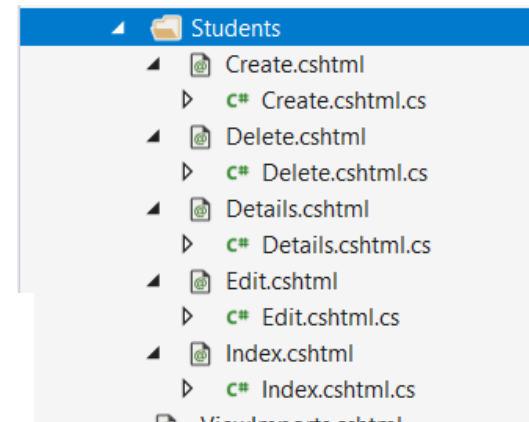 Students
Create.cshtml
C# Create.cshtml.cs
Delete.cshtml
C# Delete.cshtml.cs
Details.cshtml
C# Details.cshtml.cs
Edit.cshtml
C# Edit.cshtml.cs
Index.cshtml
C# Index.cshtml.cs